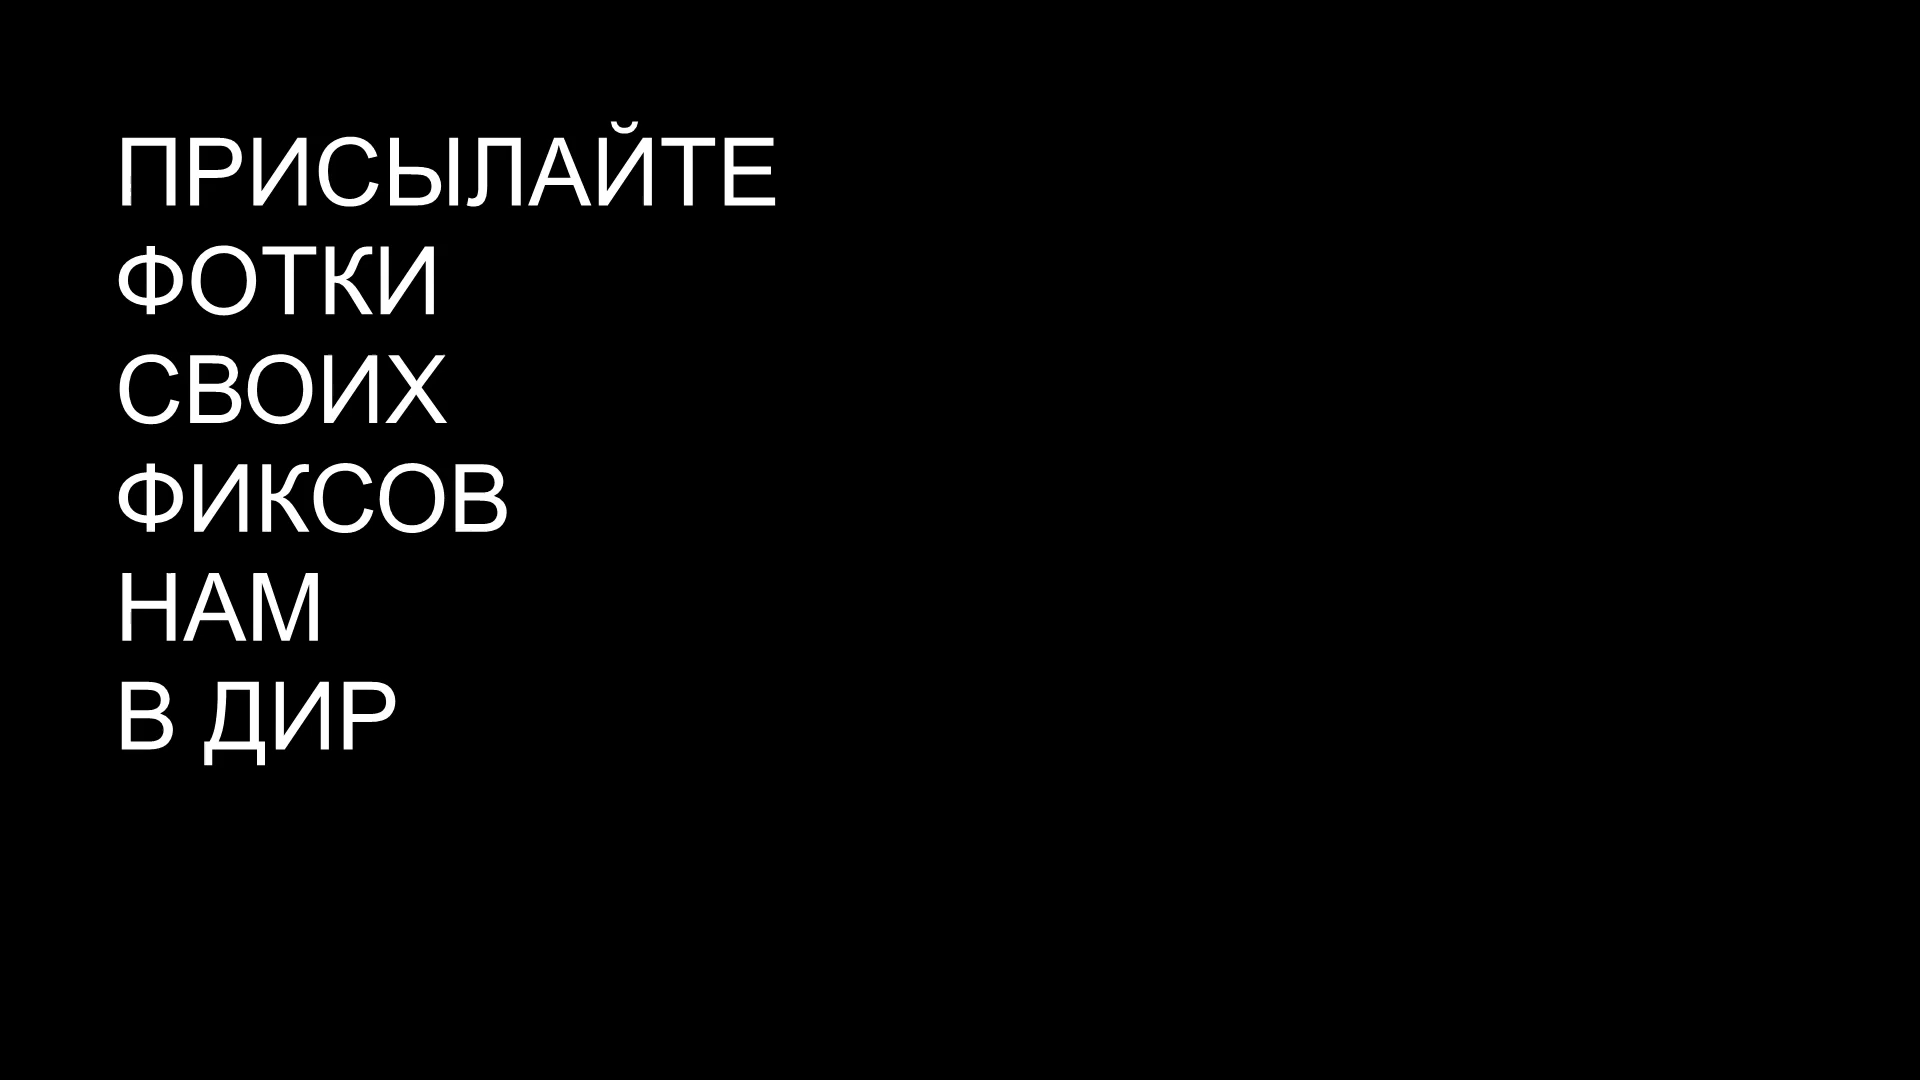 ПРИСЫЛАЙТЕ
ФОТКИ
СВОИХ
ФИКСОВ
НАМ
В ДИР